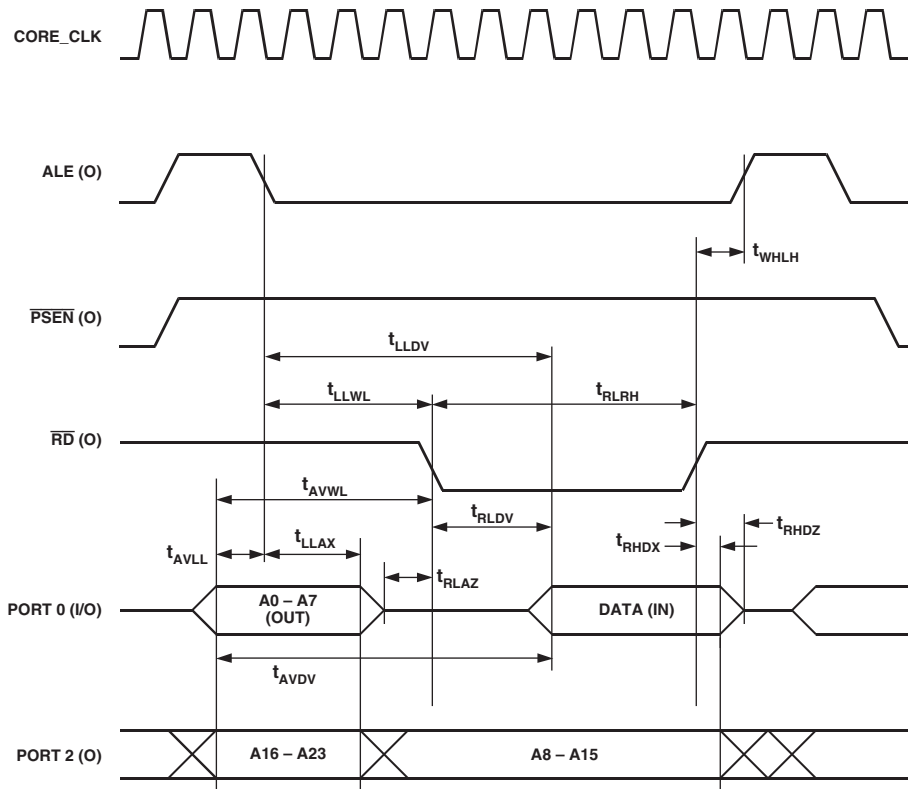 CORE_CLK
ALE (O)
tWHLH
PSEN (O)
tLLDV
tLLWL
tRLRH
RD (O)
tAVWL
tRLDV
tRHDZ
tAVLL
tLLAX
tRHDX
tRLAZ
PORT 0 (I/O)
A0 – A7
(OUT)
DATA (IN)
tAVDV
PORT 2 (O)
A16 – A23
A8 – A15